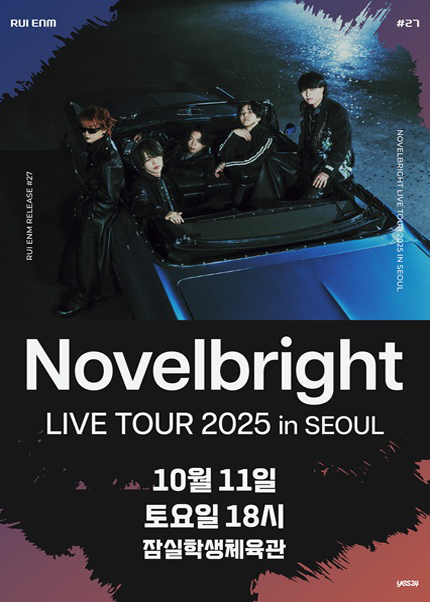 RUI ENM
#27
RUI ENM RELEASE #27
NOVELBRIGHT LIVE TOUR 2025 IN SEOUL
Novelbright
LIVE TOUR 2025 in SEOUL
10월 11일
토요일 18시
잠실학생체육관
yes24